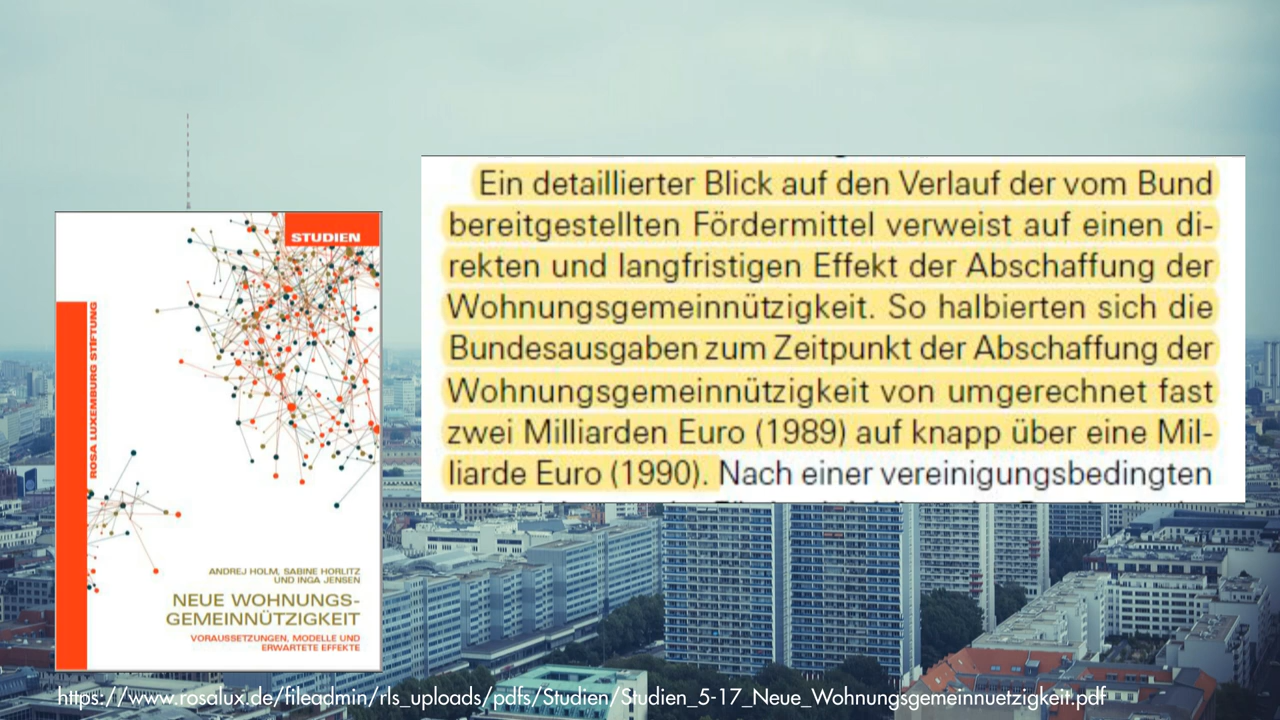 STUDIEN
ROSA LUXEMBURG STIFTUNG
ANDREJ HOLM, SABINE HORLITZ
UND INGA JENSEN
NEUE WOHNUNGS-
GEMEINNÜTZIGKEIT
VORAUSSETZUNGEN, MODELLE UND
ERWARTETE EFFEKTE
Ein detaillierter Blick auf den Verlauf der vom Bund
bereitgestellten Fördermittel verweist auf einen di-
rekten und langfristigen Effekt der Abschaffung der
Wohnungsgemeinnützigkeit. So halbierten sich die
Bundesausgaben zum Zeitpunkt der Abschaffung der
Wohnungsgemeinnützigkeit von umgerechnet fast
zwei Milliarden Euro (1989) auf knapp über eine Mil-
liarde Euro (1990). Nach einer vereinigungsbedingten
https://www.rosalux.de/fileadmin/rls_uploads/pdfs/Studien/Studien_5-17_Neue_Wohnungsgemeinnuetzigkeit.pdf